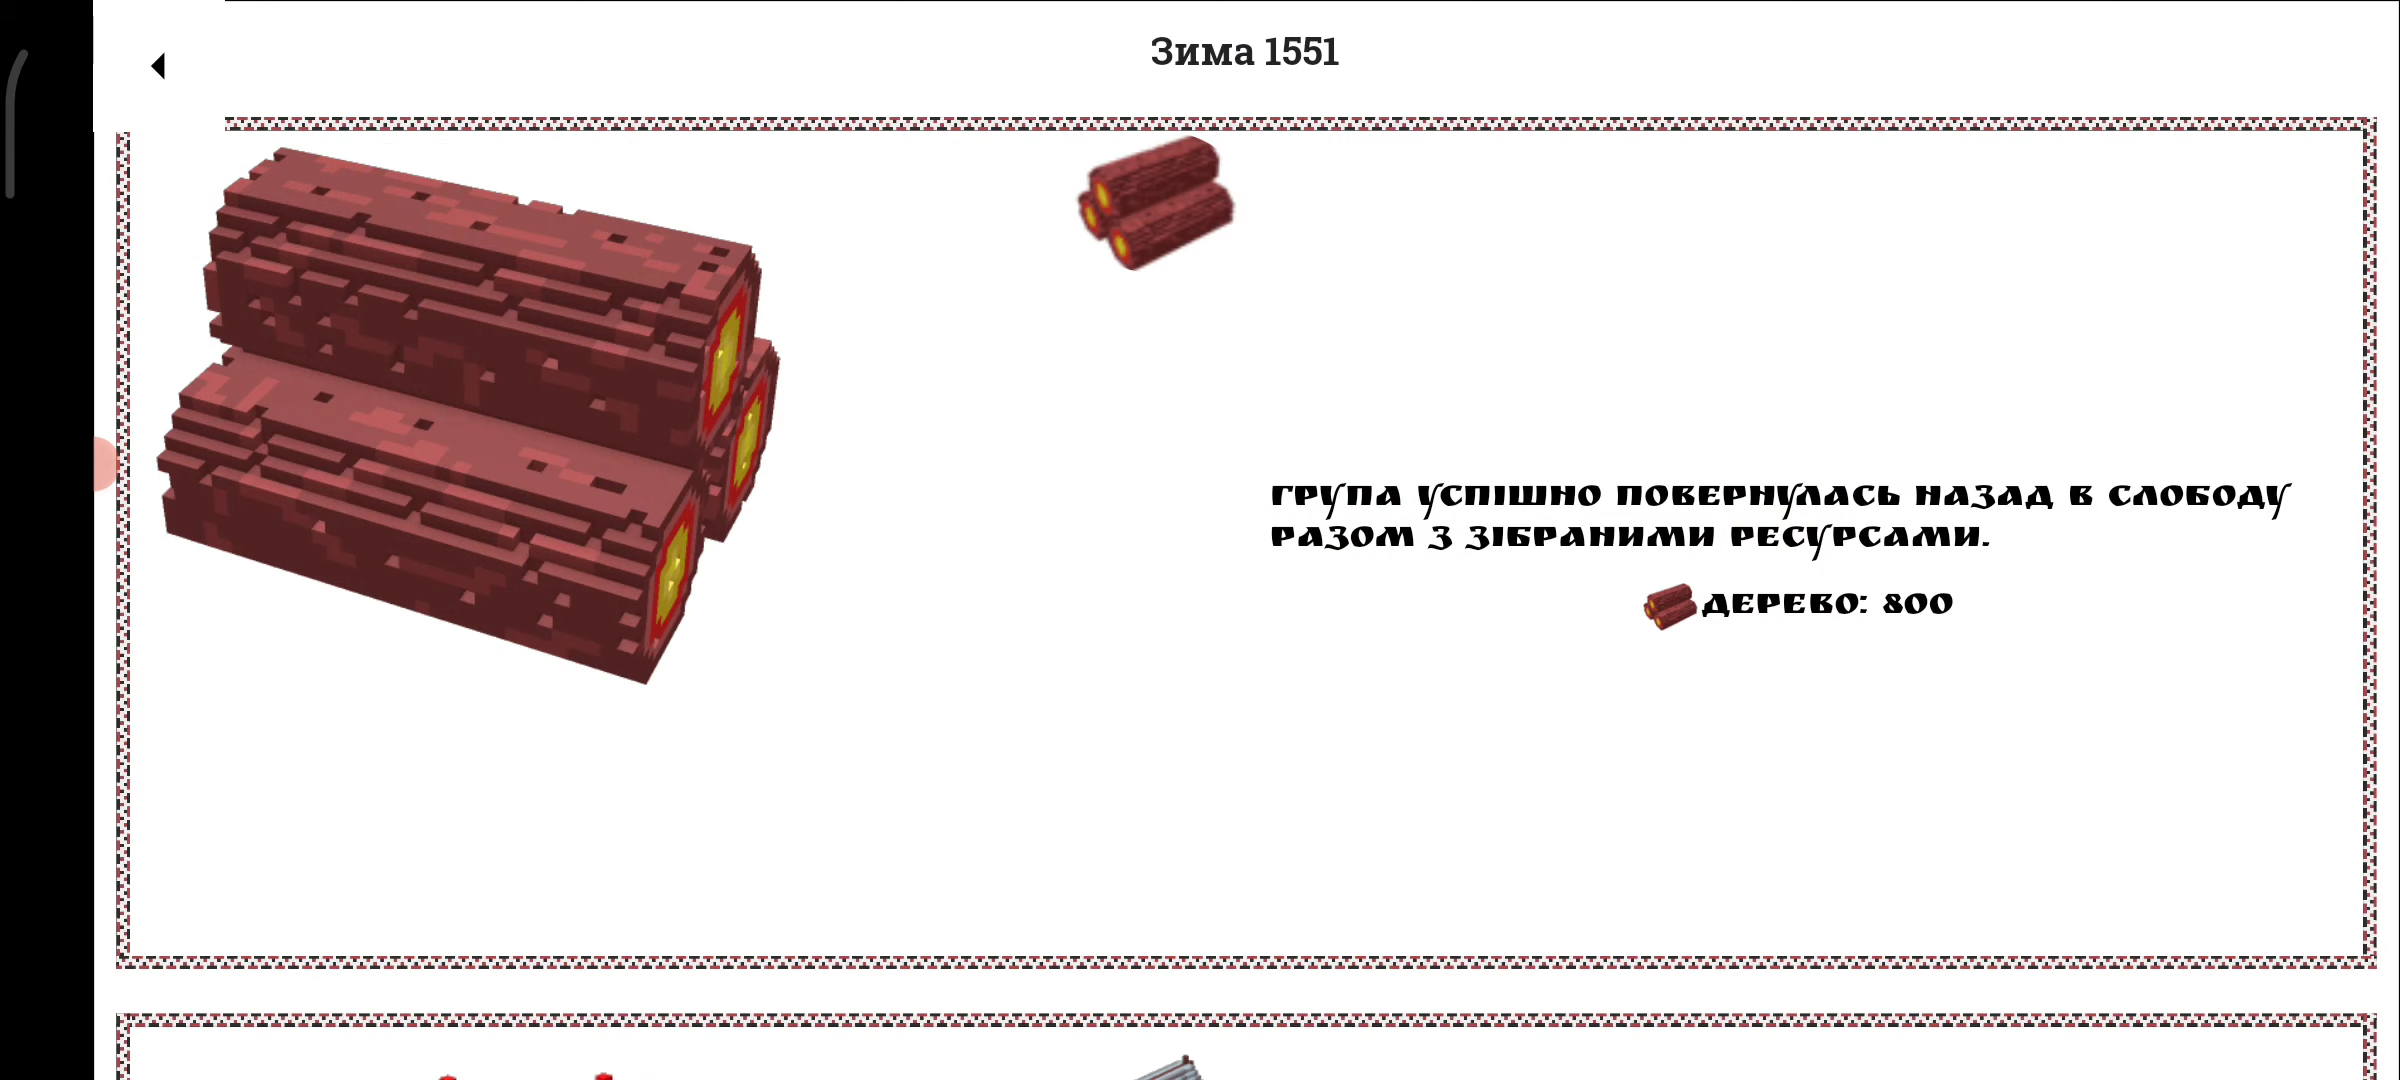 Зима 1551
Група успішно повернулась назад в слободу
разом з зібраними ресурсами.
Дерево: 800